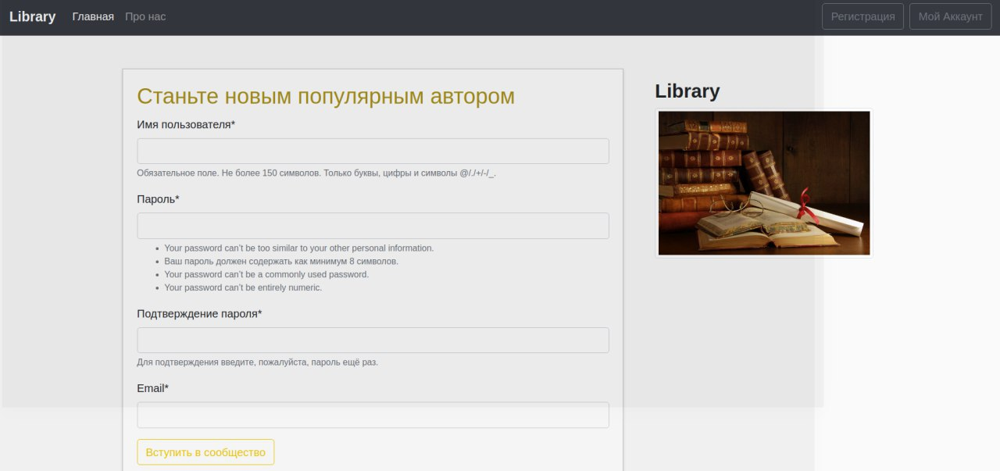 Library Главная Про нас Регистрация Мой Аккаунт
Станьте новым популярным автором
Имя пользователя*
Обязательное поле. Не более 150 символов. Только буквы, цифры и символы @/./+/-/_.
Пароль*
• Your password can’t be too similar to your other personal information.
• Ваш пароль должен содержать как минимум 8 символов.
• Your password can’t be a commonly used password.
• Your password can’t be entirely numeric.
Подтверждение пароля*
Для подтверждения введите, пожалуйста, пароль ещё раз.
Email*
Вступить в сообщество
Library